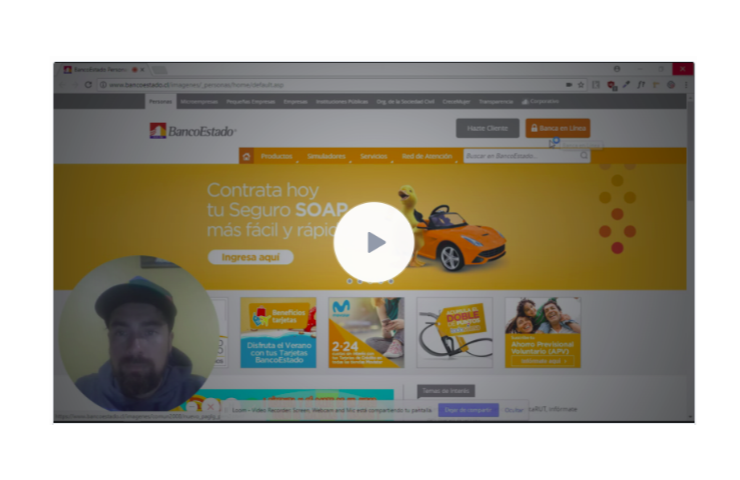 BancoEstado Person
www.bancoestado.cl/imagenes/_personas/home/default.asp
Personas Microempresas Pequeñas Empresas Empresas Instituciones Públicas Org. de la Sociedad Civil CreceMujer Transparencia Corporativo
BancoEstado
Hazte Cliente
Banca en Línea
Productos Simuladores Servicios Red de Atención
Buscar en BancoEstado..
Contrata hoy
tu Seguro SOAP
más fácil y rápi
Ingresa aquí
Beneficios
tarjetas
Disfruta el Verano
con tus Tarjetas
BancoEstado
2-24
DOBLE
Ahorro Previsional
Voluntario (APV)
Temas de Interés
Loom - Video Recorder: Screen, Webcam and Mic está compartiendo tu pantalla.
Dejar de compartir
Ocultar